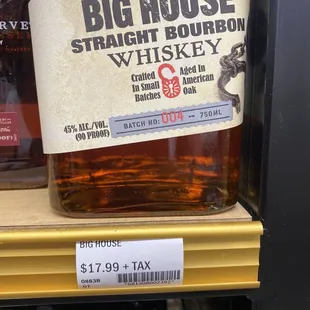 BIG HOUSE
STRAIGHT BOURBON
WHISKEY
Crafted In Small Batches
Aged In American Oak
45% ALC./VOL.
(90 PROOF)
BATCH NO: 004 – 750ML
BIG HOUSE
$17.99 + TAX